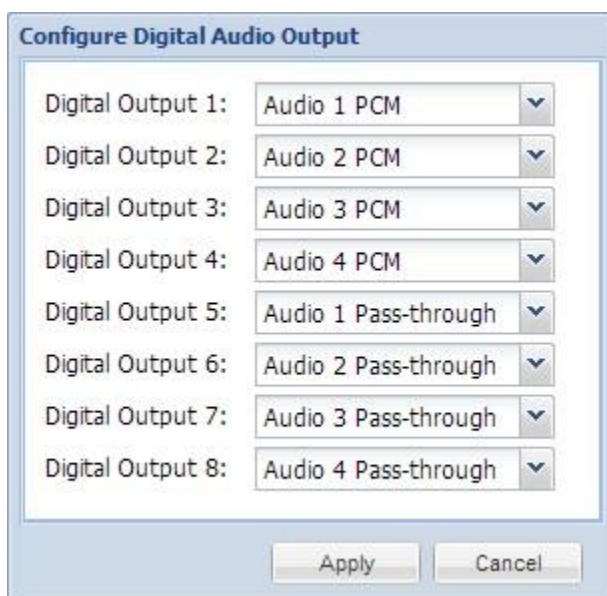 Configure Digital Audio Output
Digital Output 1: Audio 1 PCM
Digital Output 2: Audio 2 PCM
Digital Output 3: Audio 3 PCM
Digital Output 4: Audio 4 PCM
Digital Output 5: Audio 1 Pass-through
Digital Output 6: Audio 2 Pass-through
Digital Output 7: Audio 3 Pass-through
Digital Output 8: Audio 4 Pass-through
Apply Cancel